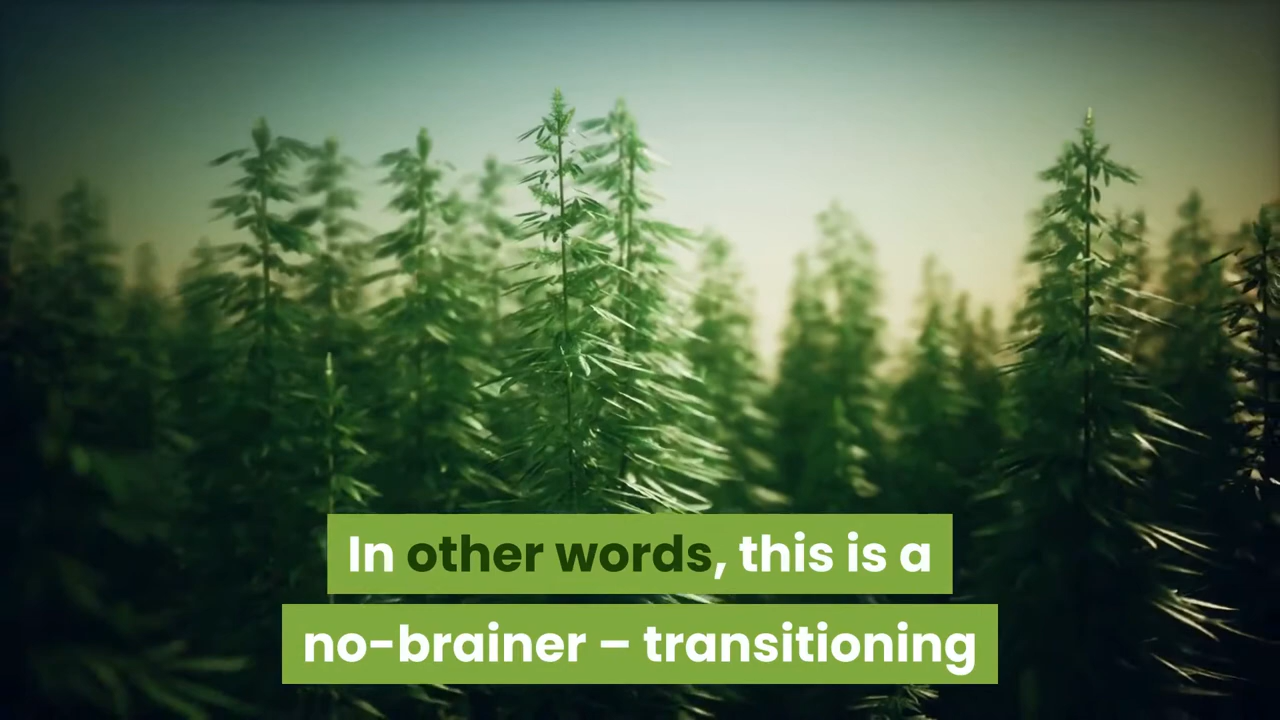 In other words, this is a
no-brainer – transitioning